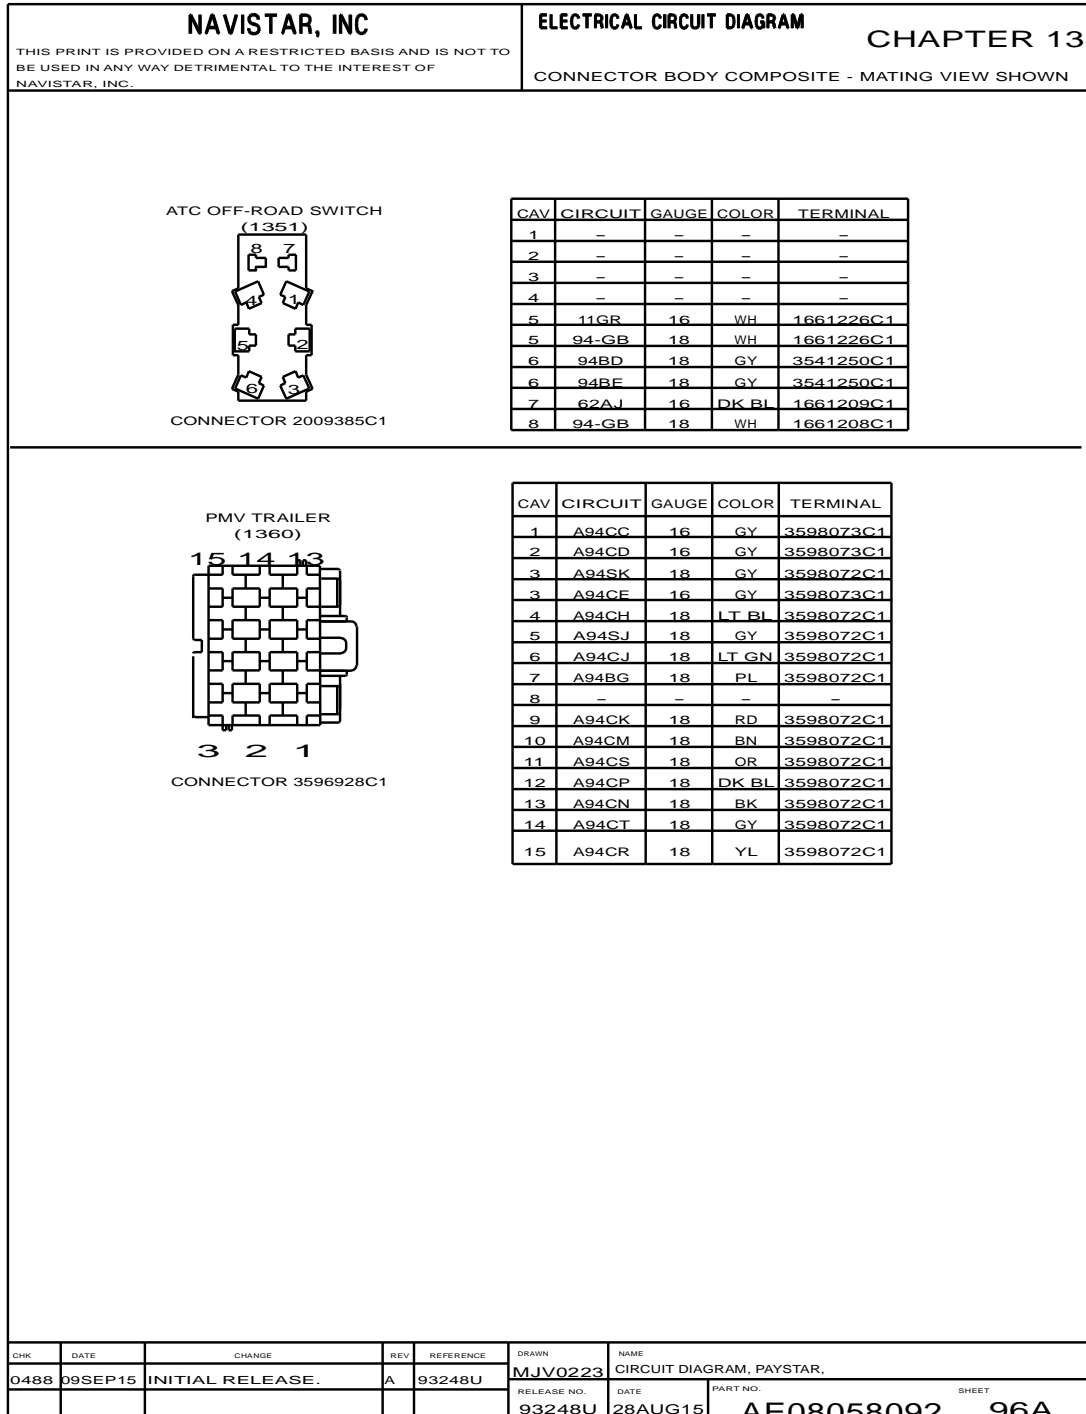 NAVISTAR, INC
THIS PRINT IS PROVIDED ON A RESTRICTED BASIS AND IS NOT TO
BE USED IN ANY WAY DETRIMENTAL TO THE INTEREST OF
NAVISTAR, INC.
ELECTRICAL CIRCUIT DIAGRAM
CHAPTER 13
CONNECTOR BODY COMPOSITE - MATING VIEW SHOWN
ATC OFF-ROAD SWITCH
(1351)
8 7
4 1
5 2
6 3
CONNECTOR 2009385C1
CAV CIRCUIT GAUGE COLOR TERMINAL
1 – – – –
2 – – – –
3 – – – –
4 – – – –
5 11GR 16 WH 1661226C1
5 94-GB 18 WH 1661226C1
6 94BD 18 GY 3541250C1
6 94BE 18 GY 3541250C1
7 62AJ 16 DK BL 1661209C1
8 94-GB 18 WH 1661208C1
PMV TRAILER
(1360)
15 14 13
3 2 1
CONNECTOR 3596928C1
CAV CIRCUIT GAUGE COLOR TERMINAL
1 A94CC 16 GY 3598073C1
2 A94CD 16 GY 3598073C1
3 A94SK 18 GY 3598072C1
3 A94CE 16 GY 3598073C1
4 A94CH 18 LT BL 3598072C1
5 A94SJ 18 GY 3598072C1
6 A94CJ 18 LT GN 3598072C1
7 A94BG 18 PL 3598072C1
8 – – – –
9 A94CK 18 RD 3598072C1
10 A94CM 18 BN 3598072C1
11 A94CS 18 OR 3598072C1
12 A94CP 18 DK BL 3598072C1
13 A94CN 18 BK 3598072C1
14 A94CT 18 GY 3598072C1
15 A94CR 18 YL 3598072C1
CHK DATE CHANGE REV REFERENCE
0488 09SEP15 INITIAL RELEASE. A 93248U
DRAWN
MJV0223
NAME
CIRCUIT DIAGRAM, PAYSTAR,
RELEASE NO.
93248U
DATE
28AUG15
PART NO.
AE08058092
SHEET
96A